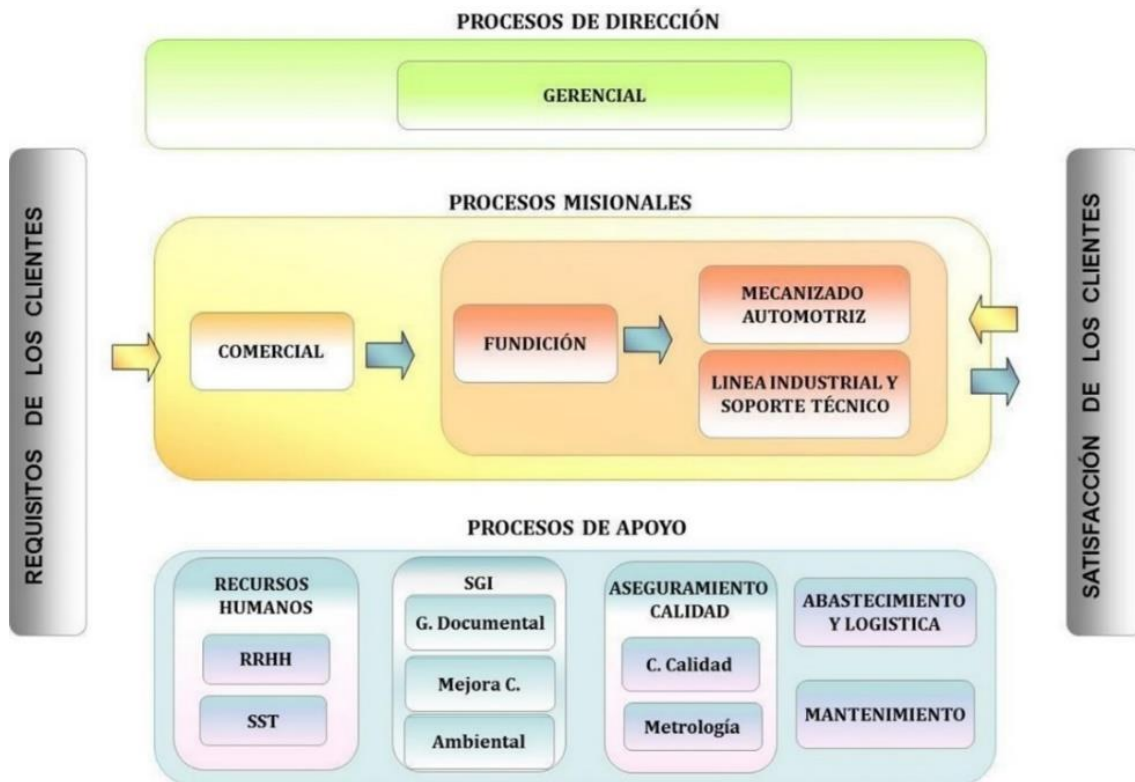 PROCESOS DE DIRECCIÓN
GERENCIAL
REQUISITOS DE LOS CLIENTES
PROCESOS MISIONALES
COMERCIAL
FUNDICIÓN
MECANIZADO
AUTOMOTRIZ
LINEA INDUSTRIAL Y
SOPORTE TÉCNICO
SATISFACCIÓN DE LOS CLIENTES
PROCESOS DE APOYO
RECURSOS
HUMANOS
RRHH
SST
SGI
G. Documental
Mejora C.
Ambiental
ASEGURAMIENTO
CALIDAD
C. Calidad
Metrología
ABASTECIMIENTO
Y LOGISTICA
MANTENIMIENTO